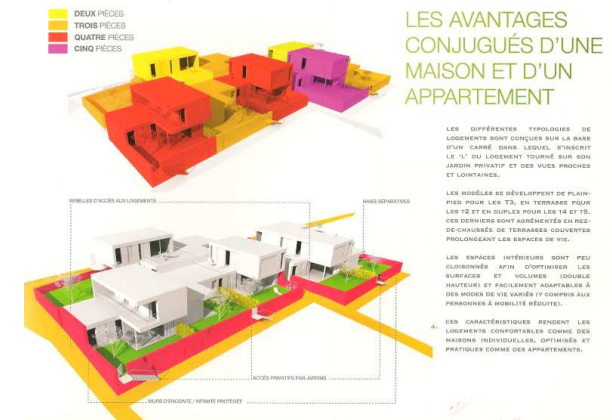 DEUX PIÈCES
TROIS PIÈCES
QUATRE PIÈCES
CINQ PIÈCES
LES AVANTAGES
CONJUGUÉS D'UNE
MAISON ET D'UN
APPARTEMENT
LES DIFFÉRENTES TYPOLOGIES DE
LOGEMENTS SONT CONÇUES SUR LA BASE
D'UN CARRÉ DANS LEQUEL S'INSCRIT
LE 'L' DU LOGEMENT TOURNÉ SUR SON
JARDIN PRIVATIF ET DES VUES PROCHES
ET LOINTAINES.
LES MODÈLES SE DÉVELOPPENT DE PLAIN-
PIED POUR LES T3, EN TERRASSE POUR
LES T2 ET EN DUPLEX POUR LES T4 ET T5.
CES DERNIERS SONT AGRÉMENTÉS EN REZ-
DE-CHAUSSÉE DE TERRASSES COUVERTES
PROLONGEANT LES ESPACES DE VIE.
LES ESPACES INTÉRIEURS SONT PEU
CLOISONNÉS AFIN D'OPTIMISER LES
SURFACES ET VOLUMES (DOUBLE
HAUTEUR) ET FACILEMENT ADAPTABLES À
DES MODES DE VIE VARIÉS (Y COMPRIS AUX
PERSONNES À MOBILITÉ RÉDUITE).
CES CARACTÉRISTIQUES RENDENT LES
LOGEMENTS CONFORTABLES COMME DES
MAISONS INDIVIDUELLES, OPTIMISÉS ET
PRATIQUES COMME DES APPARTEMENTS.
VENELLES D'ACCÈS AUX LOGEMENTS
HAIES SÉPARATIVES
ACCÈS PRIVATIFS PAR JARDINS
MURS D'ENCEINTE / INTIMITÉ PROTÉGÉE